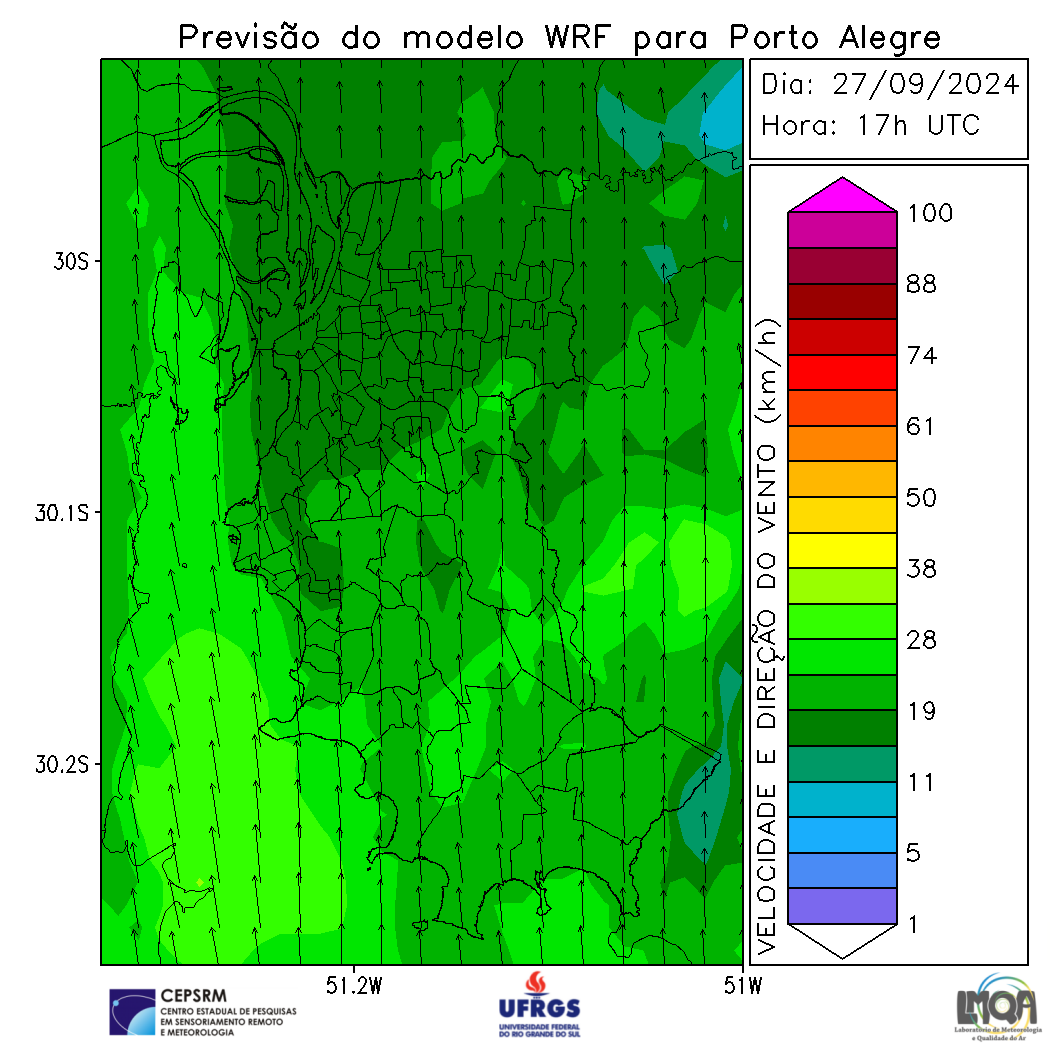 Previsão do modelo WRF para Porto Alegre
Dia: 27/09/2024
Hora: 17h UTC
30S
30.1S
30.2S
51.2W
51W
VELOCIDADE E DIREÇÃO DO VENTO (km/h)
100
88
74
61
50
38
28
19
11
5
1
CEPSRM
CENTRO ESTADUAL DE PESQUISAS
EM SENSORIAMENTO REMOTO
E METEOROLOGIA
UFRGS
UNIVERSIDADE FEDERAL
DO RIO GRANDE DO SUL
LMQA
Laboratório de Meteorologia
e Qualidade do Ar